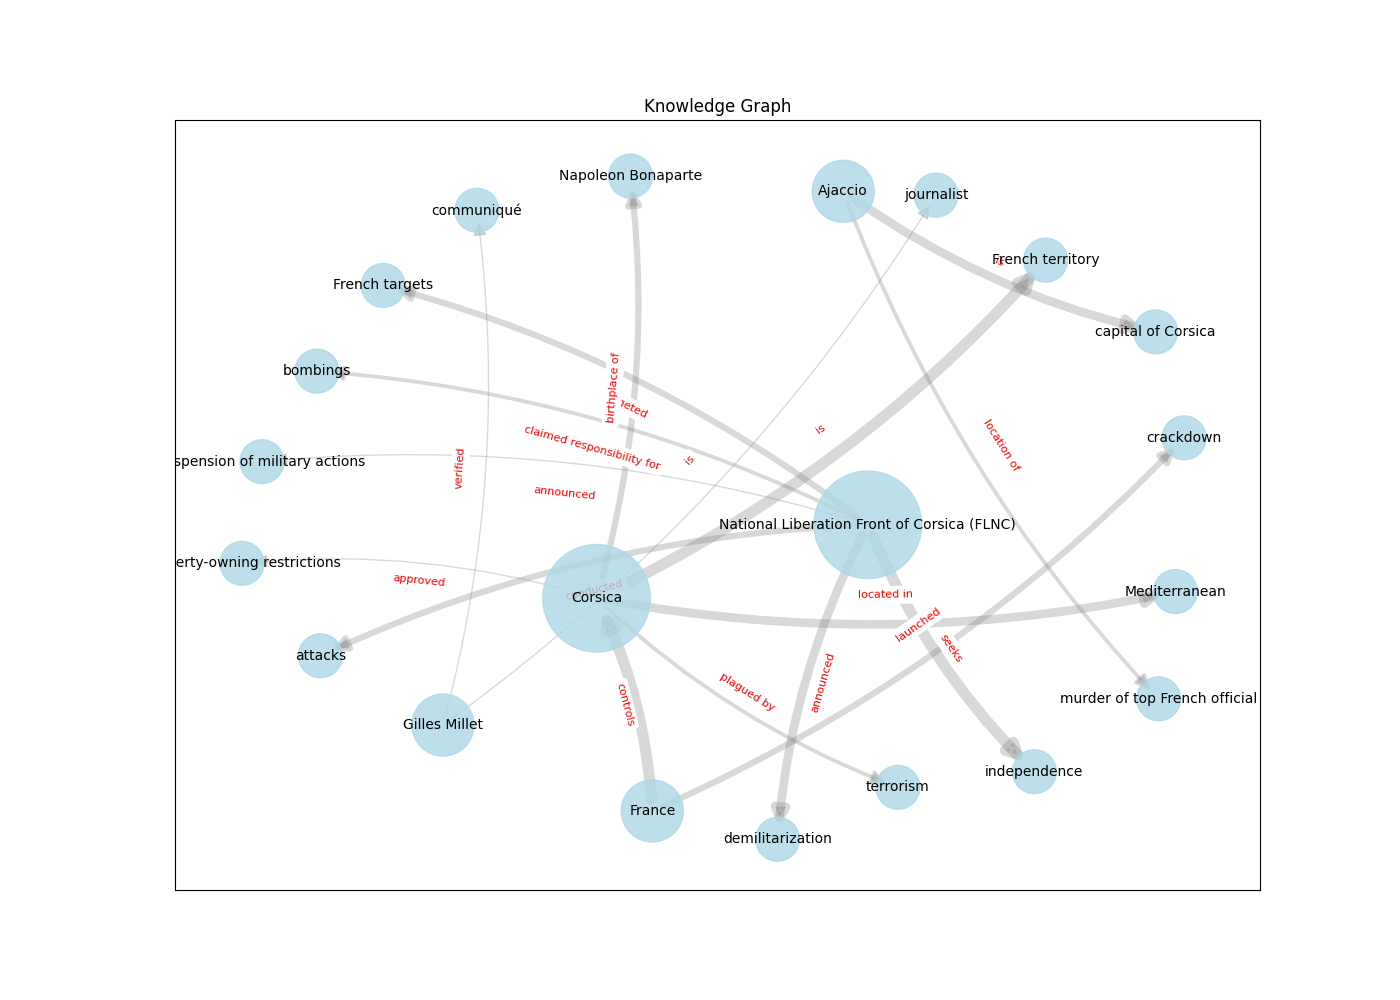 Knowledge Graph
Napoleon Bonaparte
Ajaccio
journalist
communiqué
French territory
is
French targets
capital of Corsica
bombings
birthplace of
claimed responsibility for
is
is
location of
crackdown
spension of military actions
verified
announced
National Liberation Front of Corsica (FLNC)
erty-owning restrictions
approved
conducted
Corsica
located in
Mediterranean
launched
seeks
attacks
plagued by
announced
controls
murder of top French official
Gilles Millet
independence
terrorism
France
demilitarization